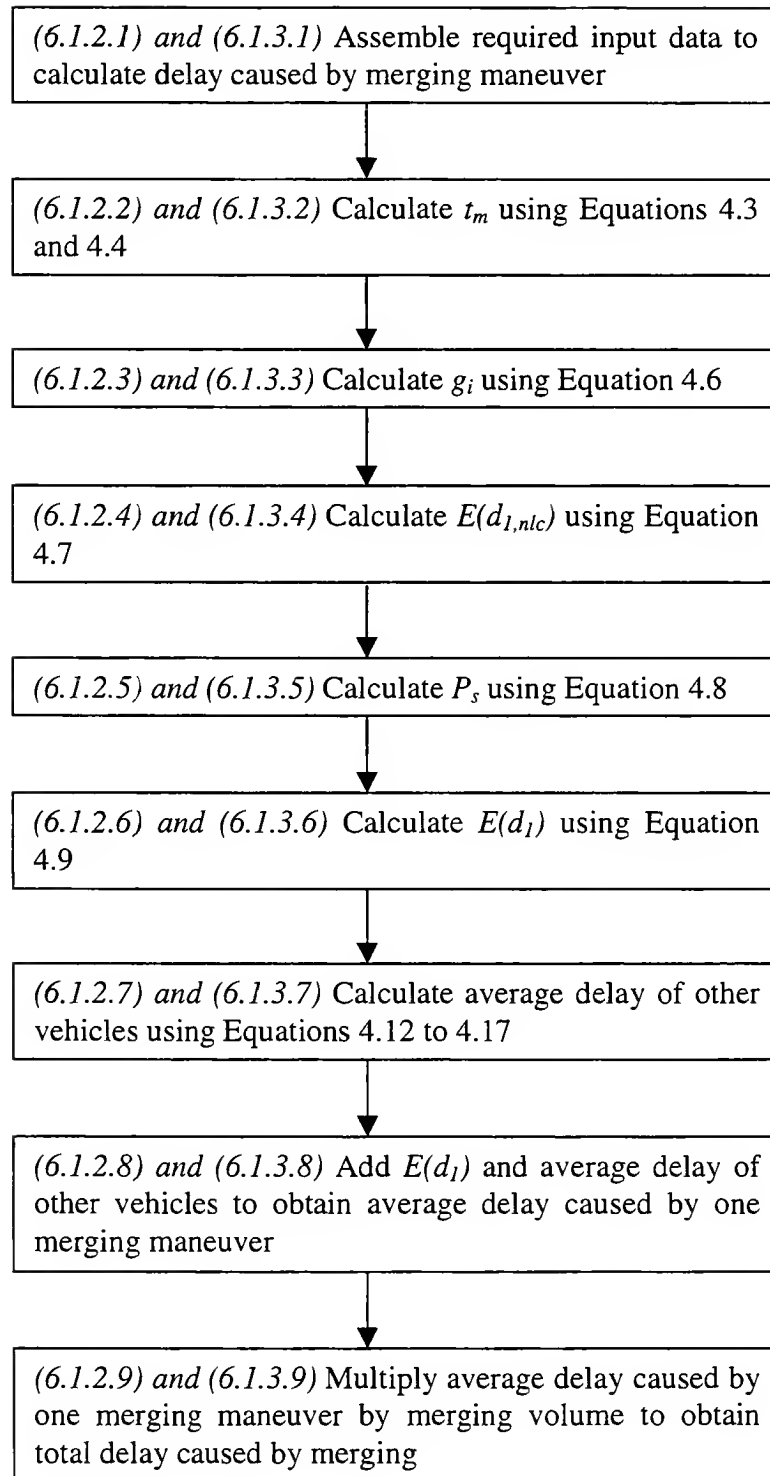 (6.1.2.1) and (6.1.3.1) Assemble required input data to
calculate delay caused by merging maneuver
(6.1.2.2) and (6.1.3.2) Calculate tm using Equations 4.3
and 4.4
(6.1.2.3) and (6.1.3.3) Calculate gi using Equation 4.6
(6.1.2.4) and (6.1.3.4) Calculate E(d1,nlc) using Equation
4.7
(6.1.2.5) and (6.1.3.5) Calculate Ps using Equation 4.8
(6.1.2.6) and (6.1.3.6) Calculate E(d1) using Equation
4.9
(6.1.2.7) and (6.1.3.7) Calculate average delay of other
vehicles using Equations 4.12 to 4.17
(6.1.2.8) and (6.1.3.8) Add E(d1) and average delay of
other vehicles to obtain average delay caused by one
merging maneuver
(6.1.2.9) and (6.1.3.9) Multiply average delay caused by
one merging maneuver by merging volume to obtain
total delay caused by merging